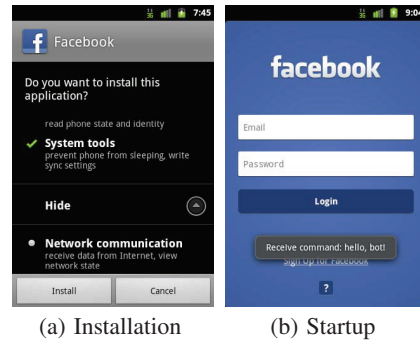 3G 7:45
Facebook
Do you want to install this
application?
read phone state and identity
System tools
prevent phone from sleeping, write
sync settings
Hide
Network communication
receive data from Internet, view
network state
Install Cancel
(a) Installation
3G 9:04
facebook
Email
Password
Login
Receive command: hello, bot!
Sign Up for Facebook
?
(b) Startup